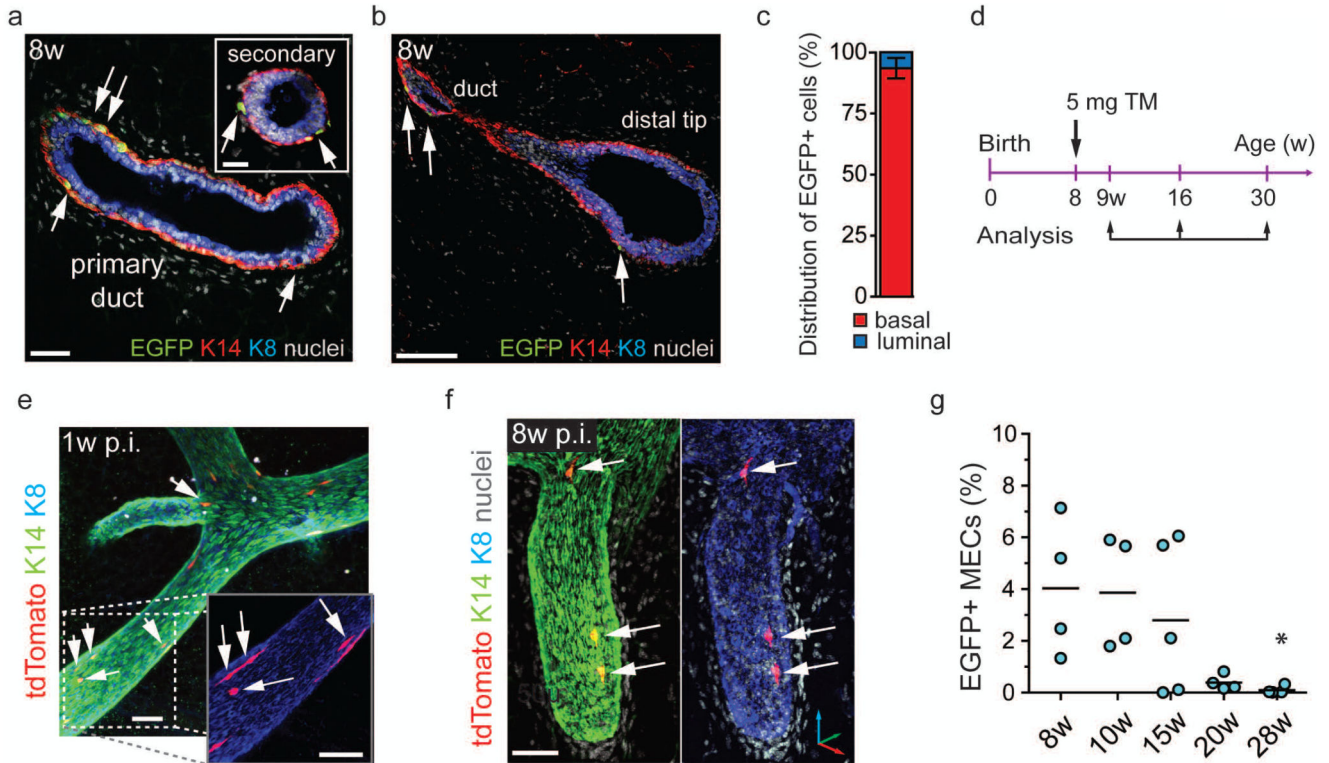 a
8w
secondary
primary
duct
EGFP K14 K8 nuclei
b
8w
duct
distal tip
EGFP K14 K8 nuclei
c
Distribution of EGFP+ cells (%)
100
75
50
25
0
basal
luminal
d
5 mg TM
Birth
Age (w)
0
8
9w
16
30
Analysis
e
tdTomato K14 K8
1w p.i.
f
tdTomato K14 K8 nuclei
8w p.i.
g
EGFP+ MECs (%)
10
8
6
4
2
0
*
8w
10w
15w
20w
28w